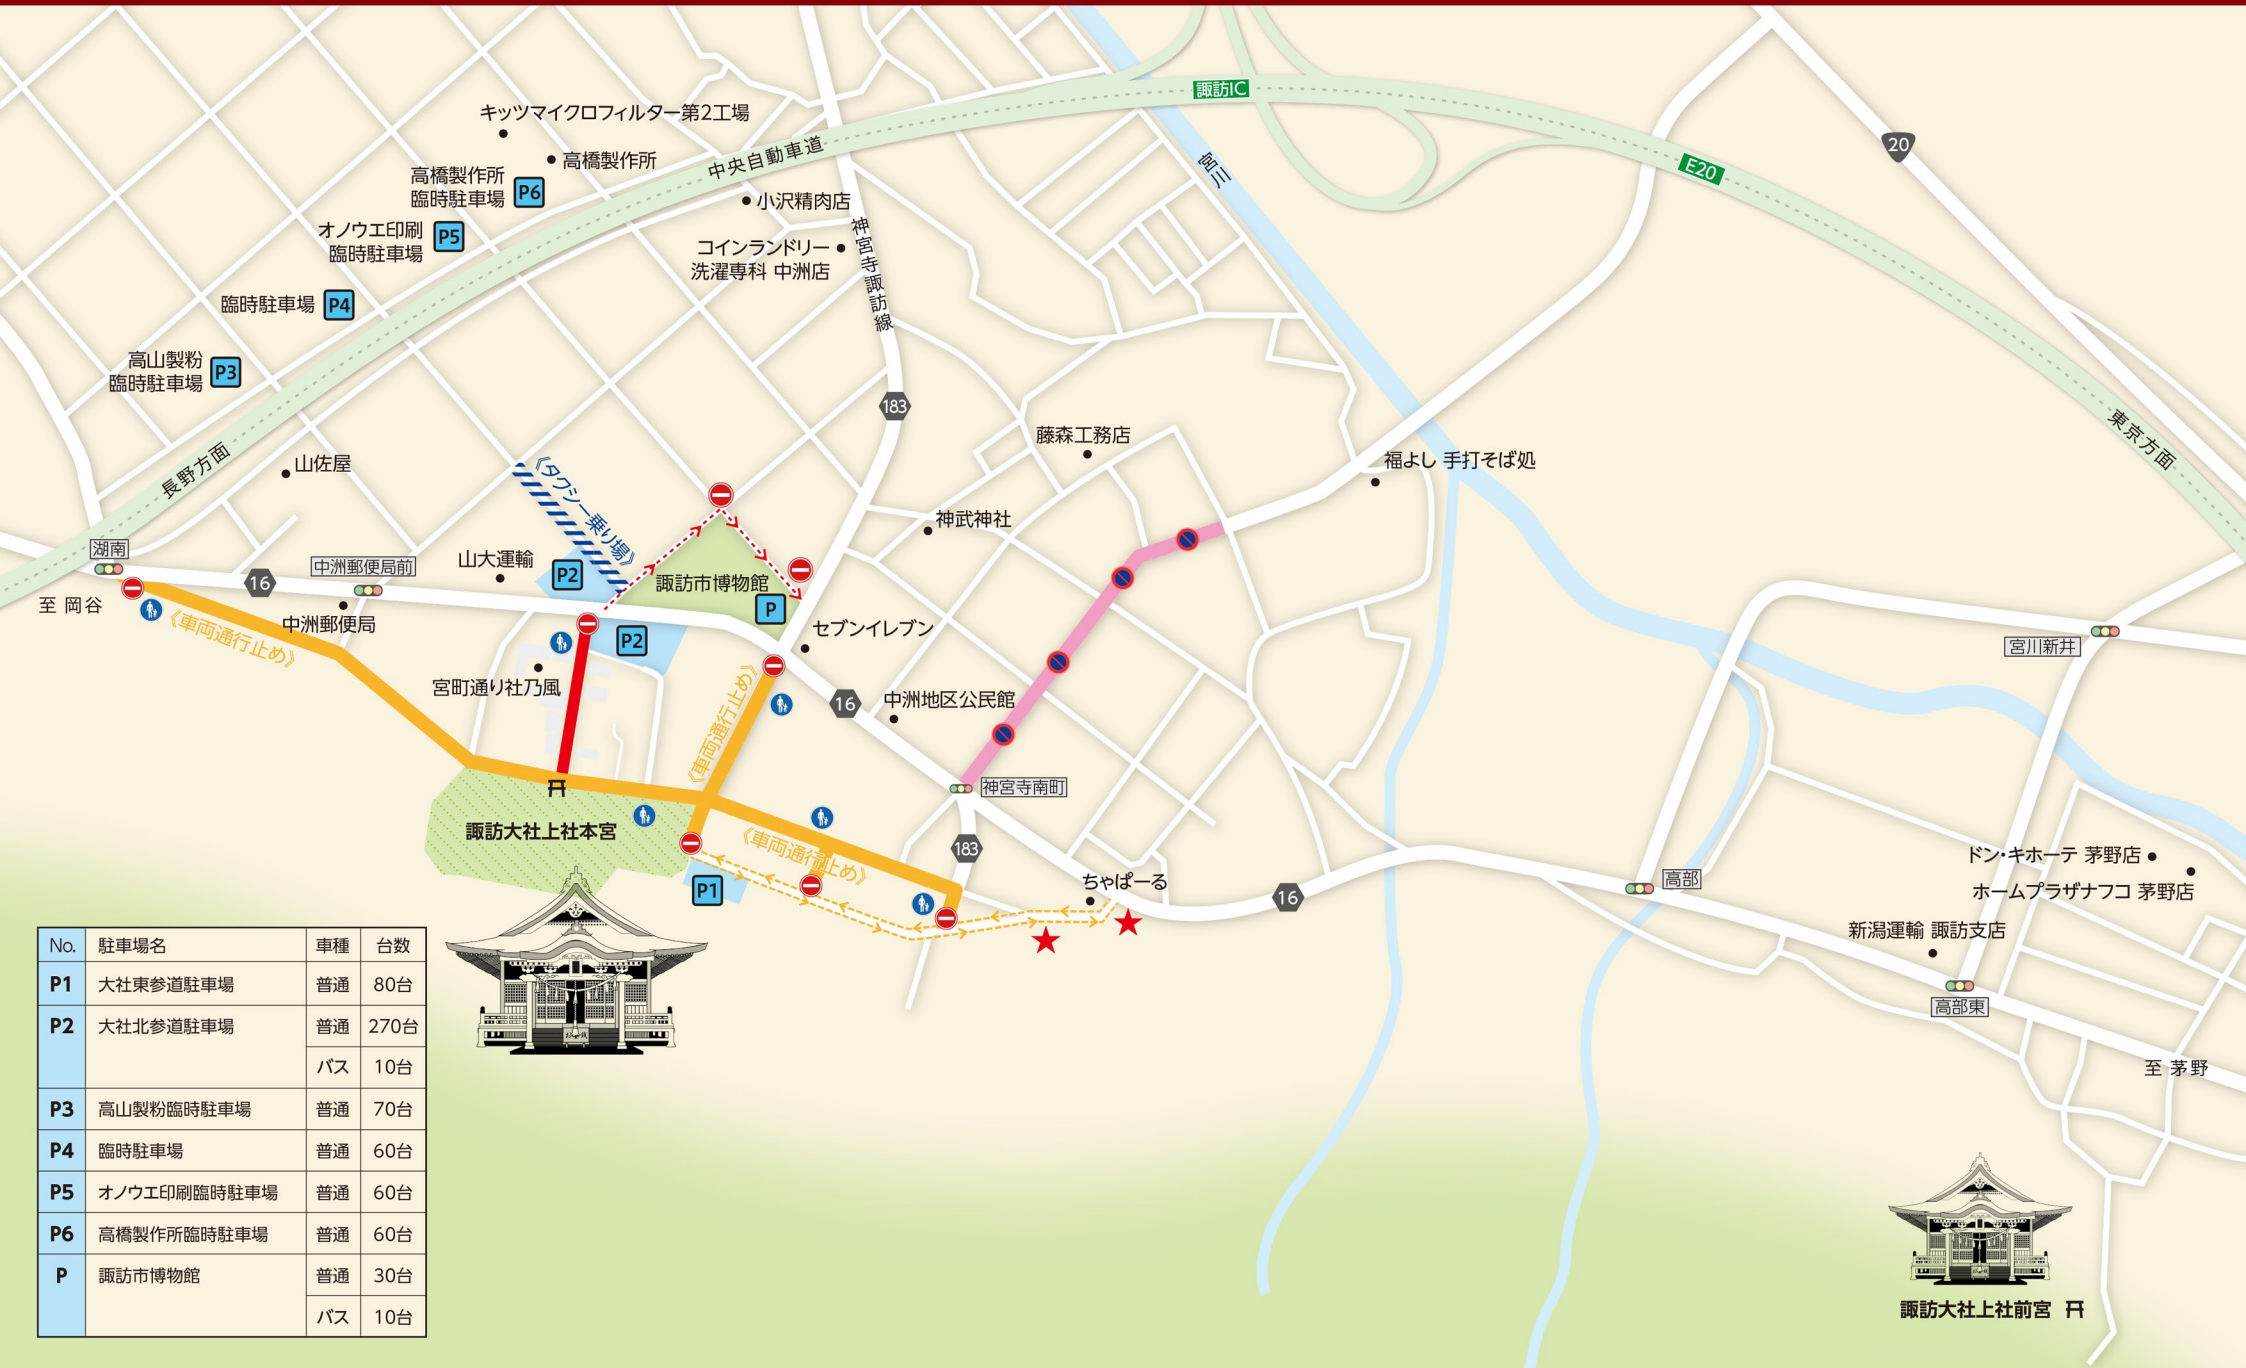 諏訪IC
キッツマイクロフィルター第2工場
高橋製作所
中央自動車道
宮川
E20
20
高橋製作所
臨時駐車場
P6
小沢精肉店
オノウエ印刷
臨時駐車場
P5
コインランドリー
洗濯専科 中洲店
神宮寺諏訪線
臨時駐車場
P4
高山製粉
臨時駐車場
P3
183
東京方面
藤森工務店
長野方面
山佐屋
《タクシー乗り場》
福よし 手打そば処
神武神社
湖南
中洲郵便局前
山大運輸
P2
諏訪市博物館
P
16
至 岡谷
中洲郵便局
《車両通行止め》
P2
セブンイレブン
宮川新井
宮町通り社乃風
《車両通行止め》
16
中洲地区公民館
神宮寺南町
諏訪大社上社本宮
《車両通行止め》
183
P1
ちゃぱーる
16
高部
ドン・キホーテ 茅野店
ホームプラザナフコ 茅野店
新潟運輸 諏訪支店
高部東
至 茅野
諏訪大社上社前宮
No. 駐車場名 車種 台数
P1 大社東参道駐車場 普通 80台
P2 大社北参道駐車場 普通 270台
バス 10台
P3 高山製粉臨時駐車場 普通 70台
P4 臨時駐車場 普通 60台
P5 オノウエ印刷臨時駐車場 普通 60台
P6 高橋製作所臨時駐車場 普通 60台
P 諏訪市博物館 普通 30台
バス 10台